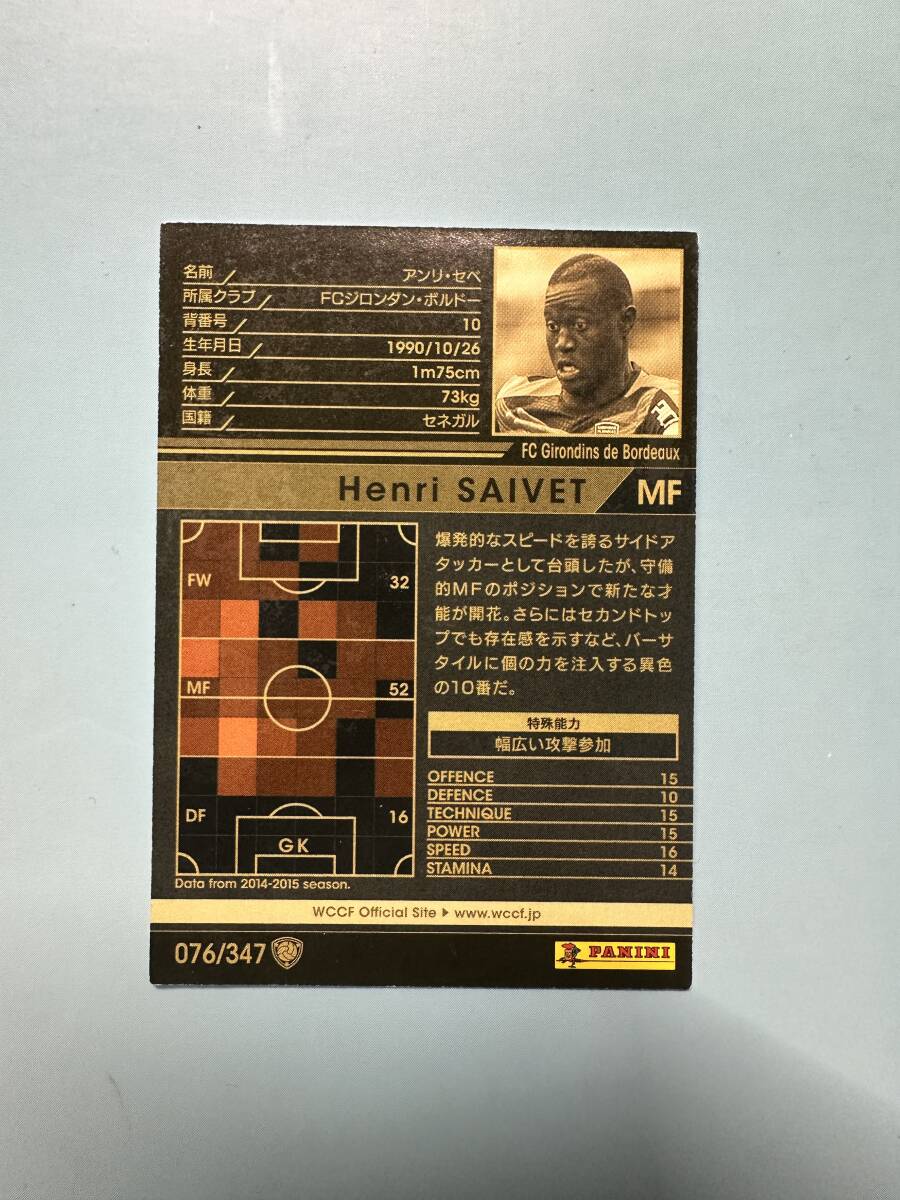 名前 アンリ・セベ
所属クラブ FCジロンダン・ボルドー
背番号 10
生年月日 1990/10/26
身長 1m75cm
体重 73kg
国籍 セネガル
FC Girondins de Bordeaux
Henri SAIVET MF
FW 32
MF 52
DF 16
GK
Data from 2014-2015 season.
爆発的なスピードを誇るサイドア
タッカーとして台頭したが、守備
的MFのポジションで新たな才
能が開花。さらにはセカンドトッ
プでも存在感を示すなど、バーサ
タイルに個の力を注入する異色
の10番だ。
特殊能力
幅広い攻撃参加
OFFENCE 15
DEFENCE 10
TECHNIQUE 15
POWER 15
SPEED 16
STAMINA 14
WCCF Official Site ▶ www.wccf.jp
076/347
PANINI